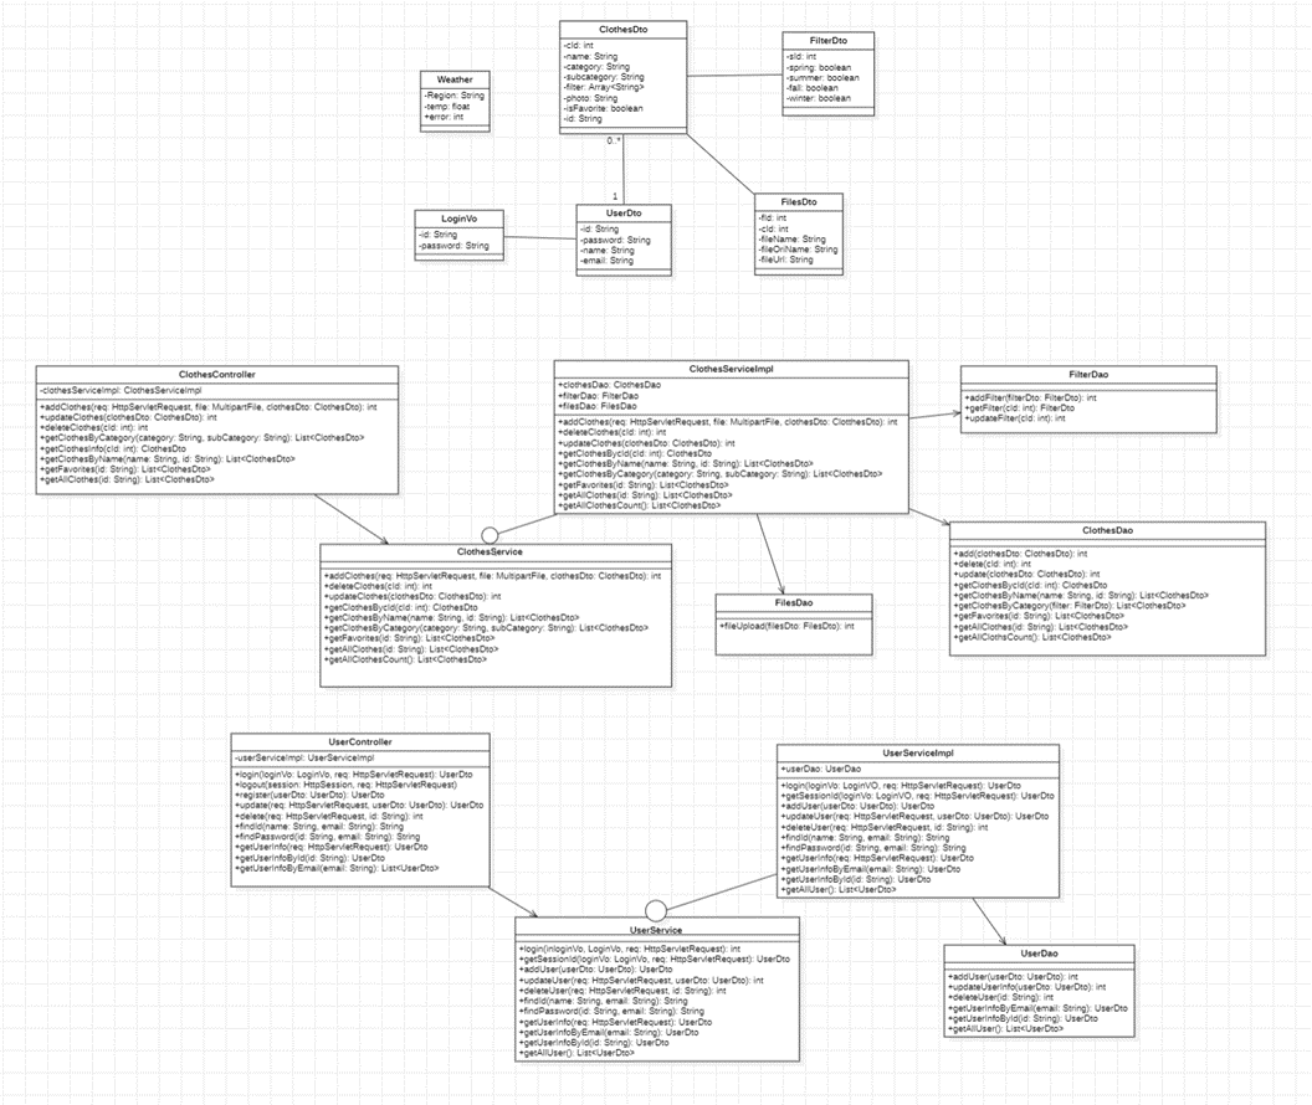 ClothesDto
-cId: int
-name: String
-category: String
-subcategory: String
-filter: Array<String>
-photo: String
-isFavorite: boolean
-id: String
FilterDto
-sId: int
-spring: boolean
-summer: boolean
-fall: boolean
-winter: boolean
Weather
-Region: String
-temp: float
+error: int
0..*
1
LoginVo
-id: String
-password: String
UserDto
-id: String
-password: String
-name: String
-email: String
FilesDto
-fId: int
-cId: int
-fileName: String
-fileOriName: String
-fileUrl: String
ClothesController
-clothesServiceImpl: ClothesServiceImpl
+addClothes(req: HttpServletRequest, file: MultipartFile, clothesDto: ClothesDto): int
+updateClothes(clothesDto: ClothesDto): int
+deleteClothes(cId: int): int
+getClothesByCategory(category: String, subCategory: String): List<ClothesDto>
+getClothesInfo(cId: int): ClothesDto
+getClothesByName(name: String, id: String): List<ClothesDto>
+getFavorites(id: String): List<ClothesDto>
+getAllClothes(id: String): List<ClothesDto>
ClothesServiceImpl
+clothesDao: ClothesDao
+filterDao: FilterDao
+filesDao: FilesDao
+addClothes(req: HttpServletRequest, file: MultipartFile, clothesDto: ClothesDto): int
+deleteClothes(cId: int): int
+updateClothes(clothesDto: ClothesDto): int
+getClothesBycId(cId: int): ClothesDto
+getClothesByName(name: String, id: String): List<ClothesDto>
+getClothesByCategory(category: String, subCategory: String): List<ClothesDto>
+getFavorites(id: String): List<ClothesDto>
+getAllClothes(id: String): List<ClothesDto>
+getAllClothesCount(): List<ClothesDto>
FilterDao
+addFilter(filterDto: FilterDto): int
+getFilter(cId: int): FilterDto
+updateFilter(cId: int): int
ClothesService
+addClothes(req: HttpServletRequest, file: MultipartFile, clothesDto: ClothesDto): int
+deleteClothes(cId: int): int
+updateClothes(clothesDto: ClothesDto): int
+getClothesBycId(cId: int): ClothesDto
+getClothesByName(name: String, id: String): List<ClothesDto>
+getClothesByCategory(category: String, subCategory: String): List<ClothesDto>
+getFavorites(id: String): List<ClothesDto>
+getAllClothes(id: String): List<ClothesDto>
+getAllClothesCount(): List<ClothesDto>
FilesDao
+fileUpload(filesDto: FilesDto): int
ClothesDao
+add(clothesDto: ClothesDto): int
+delete(cId: int): int
+update(clothesDto: ClothesDto): int
+getClothesBycId(cId: int): ClothesDto
+getClothesByName(name: String, id: String): List<ClothesDto>
+getClothesByCategory(filter: FilterDto): List<ClothesDto>
+getFavorites(id: String): List<ClothesDto>
+getAllClothes(id: String): List<ClothesDto>
+getAllClothsCount(): List<ClothesDto>
UserController
-userServiceImpl: UserServiceImpl
+login(loginVo: LoginVo, req: HttpServletRequest): UserDto
+logout(session: HttpSession, req: HttpServletRequest)
+register(userDto: UserDto): UserDto
+update(req: HttpServletRequest, userDto: UserDto): UserDto
+delete(req: HttpServletRequest, id: String): int
+findId(name: String, email: String): String
+findPassword(id: String, email: String): String
+getUserInfo(req: HttpServletRequest): UserDto
+getUserInfoById(id: String): UserDto
+getUserInfoByEmail(email: String): List<UserDto>
UserServiceImpl
+userDao: UserDao
+login(loginVo: LoginVO, req: HttpServletRequest): UserDto
+getSessionId(loginVo: LoginVO, req: HttpServletRequest): UserDto
+addUser(userDto: UserDto): UserDto
+updateUser(req: HttpServletRequest, userDto: UserDto): UserDto
+deleteUser(req: HttpServletRequest, id: String): int
+findId(name: String, email: String): String
+findPassword(id: String, email: String): String
+getUserInfo(req: HttpServletRequest): UserDto
+getUserInfoByEmail(email: String): UserDto
+getUserInfoById(id: String): UserDto
+getAllUser(): List<UserDto>
UserService
+login(inloginVo, LoginVo, req: HttpServletRequest): int
+getSessionId(loginVo: LoginVo, req: HttpServletRequest): UserDto
+addUser(userDto: UserDto): UserDto
+updateUser(req: HttpServletRequest, userDto: UserDto): int
+deleteUser(req: HttpServletRequest, id: String): int
+findId(name: String, email: String): String
+findPassword(id: String, email: String): String
+getUserInfo(req: HttpServletRequest): UserDto
+getUserInfoByEmail(email: String): UserDto
+getUserInfoById(id: String): UserDto
+getAllUser(): List<UserDto>
UserDao
+addUser(userDto: UserDto): int
+updateUserInfo(userDto: UserDto): int
+deleteUser(id: String): int
+getUserInfoByEmail(email: String): UserDto
+getUserInfoById(id: String): UserDto
+getAllUser(): List<UserDto>